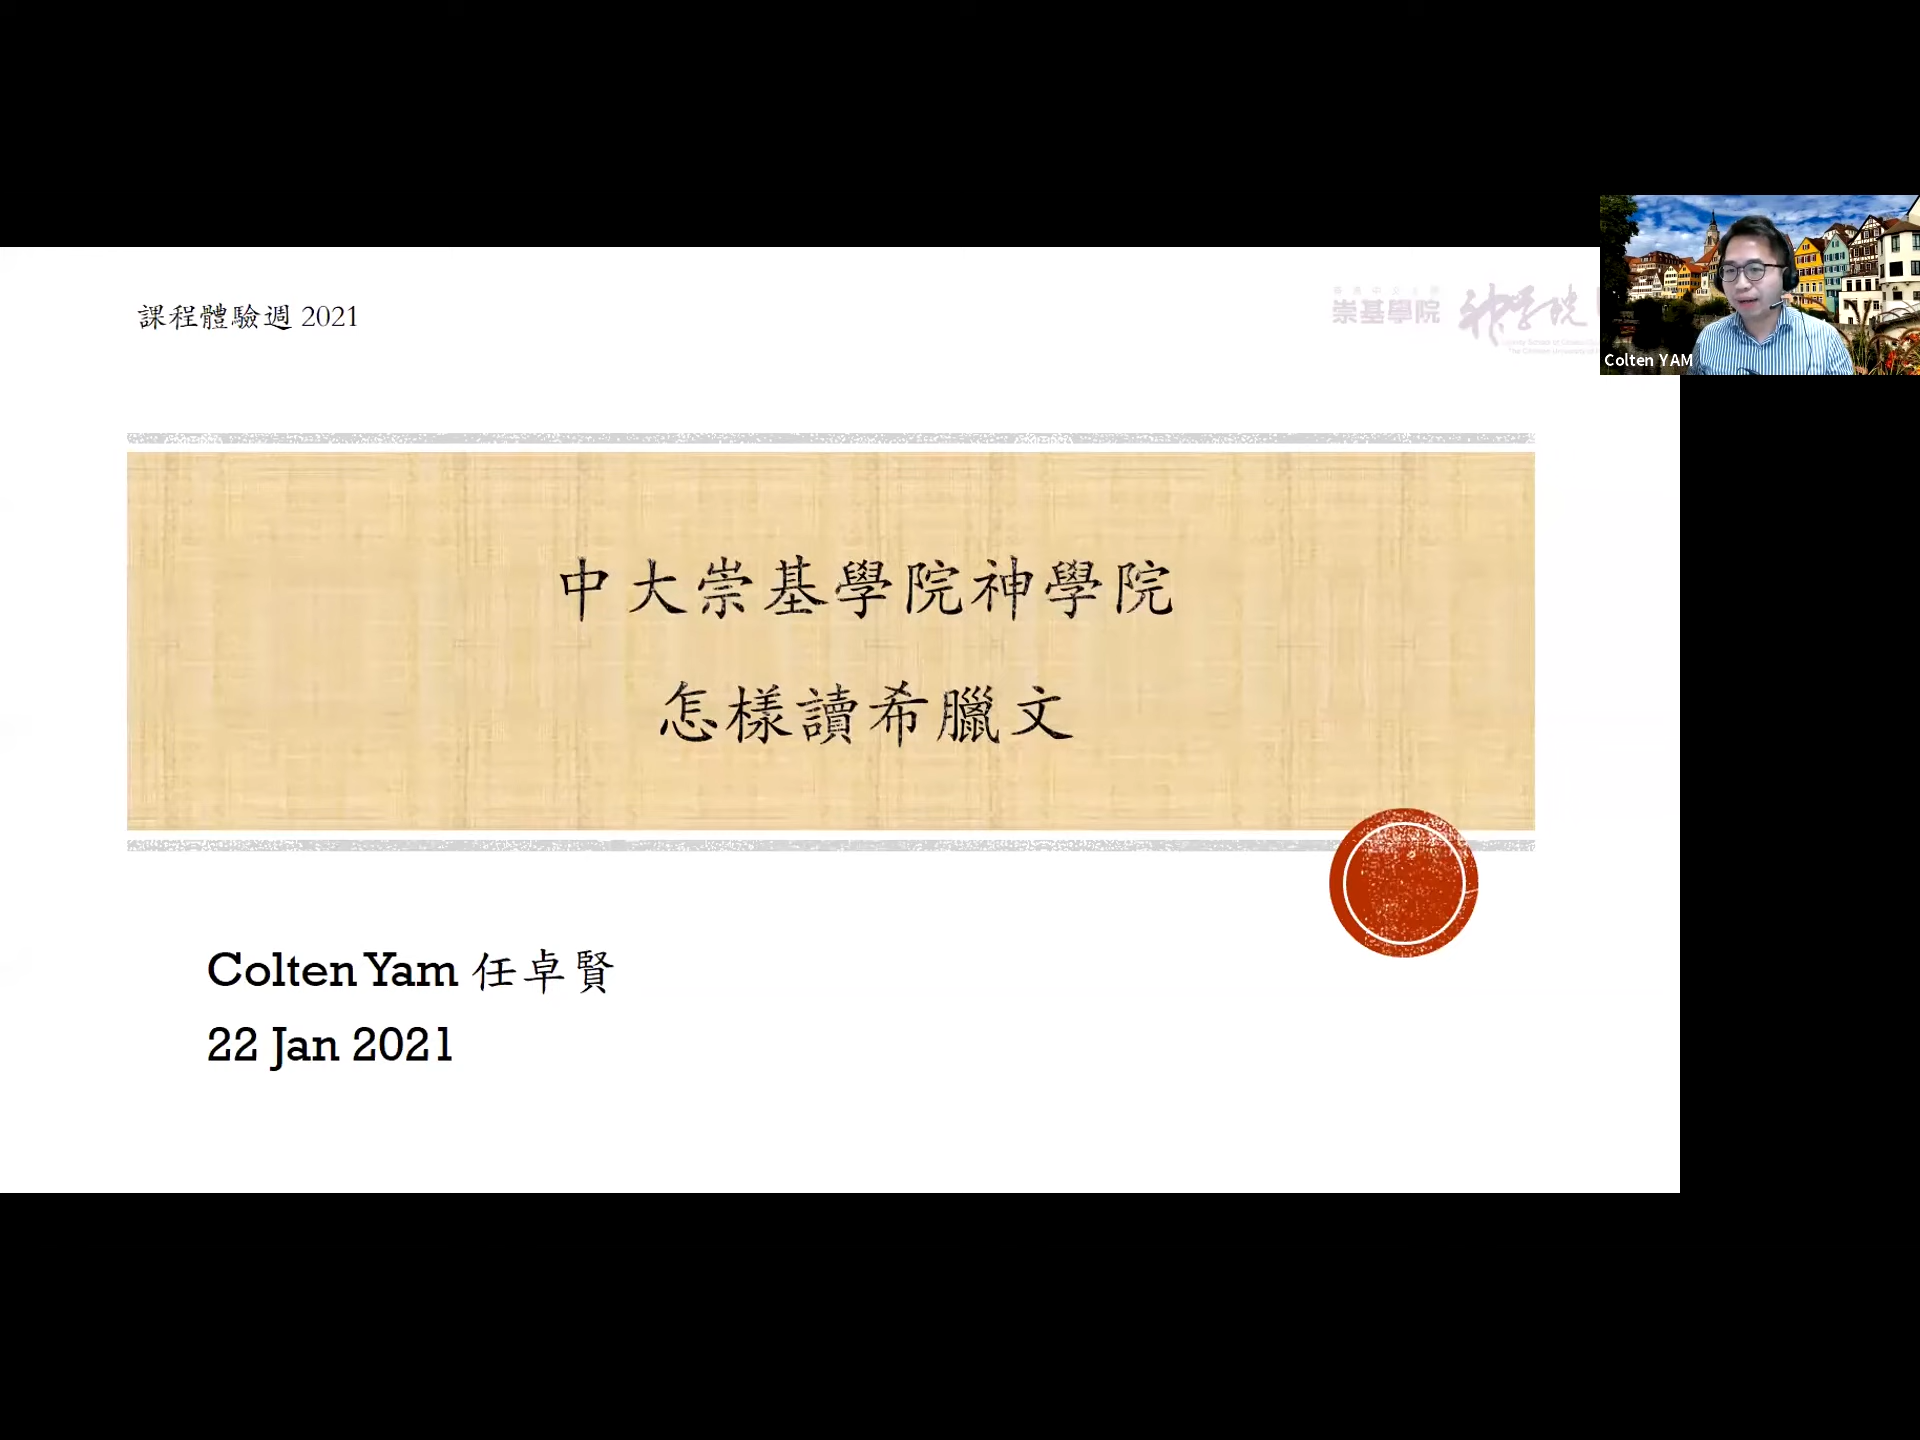 課程體驗週 2021
崇基學院 神學院
Colten YAM
中大崇基學院神學院
怎樣讀希臘文
Colten Yam 任卓賢
22 Jan 2021